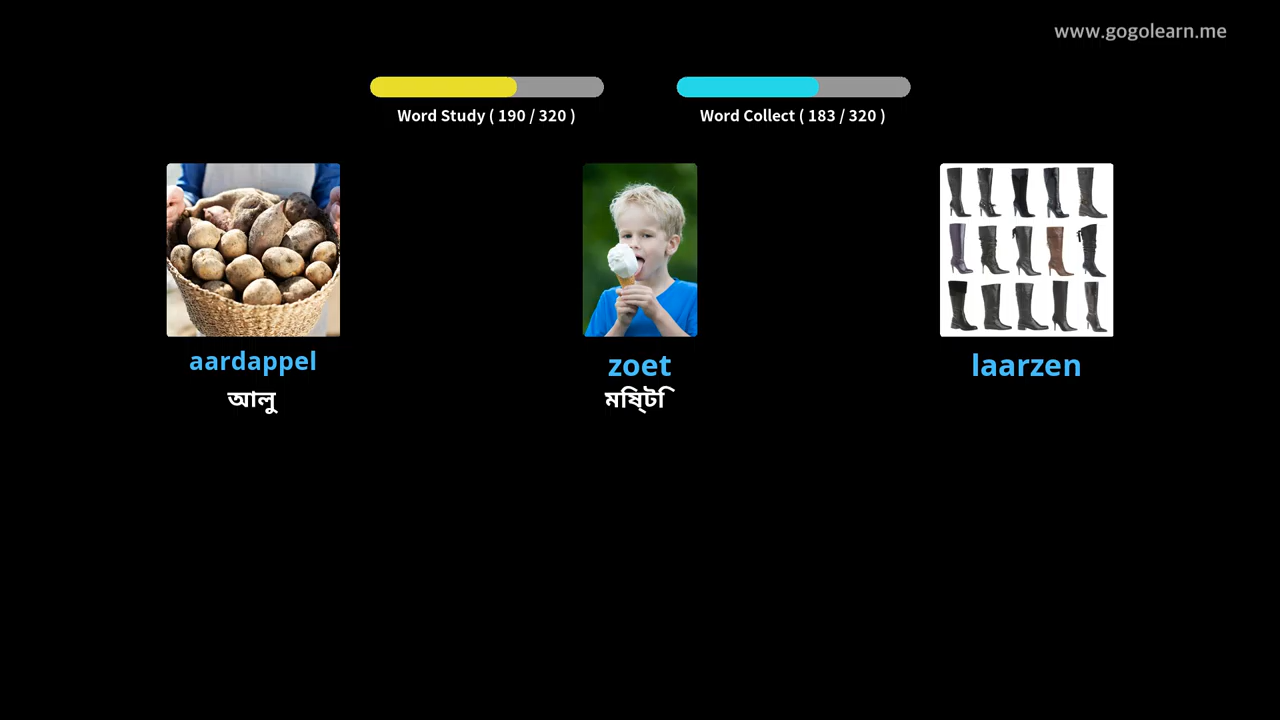 www.gogolearn.me
Word Study ( 190 / 320 )
Word Collect ( 183 / 320 )
aardappel
zoet
laarzen
আলু
মিষ্টি